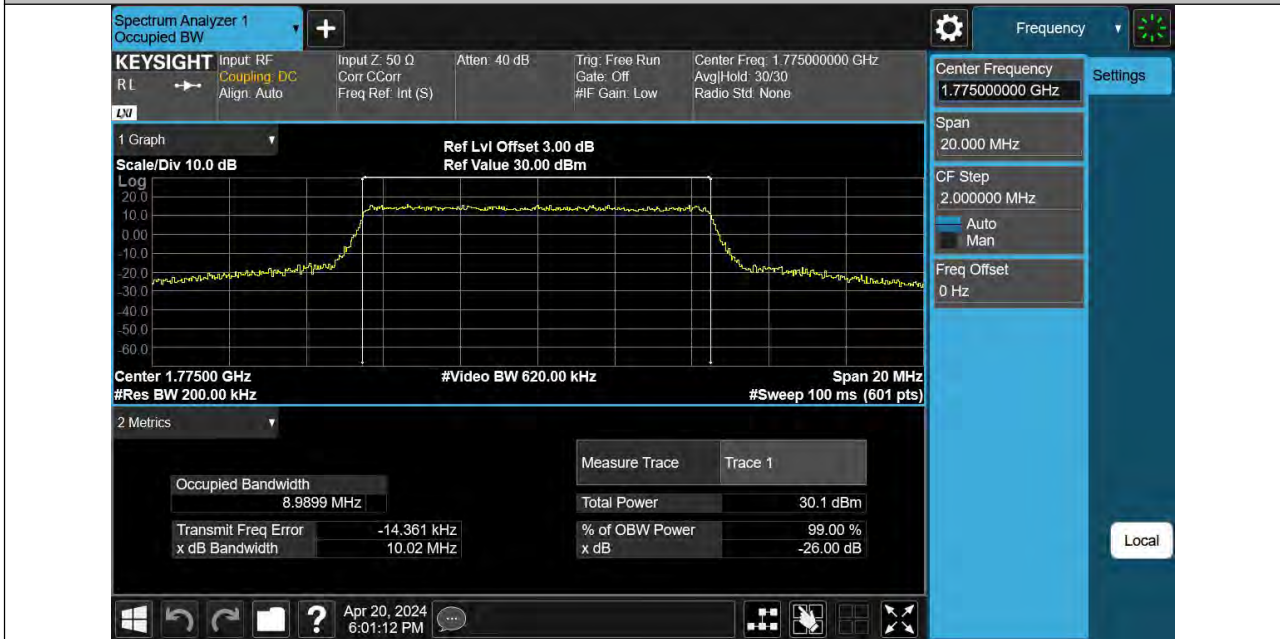 Spectrum Analyzer 1
Occupied BW
+
Frequency
KEYSIGHT
RL
LXI
Input: RF
Coupling: DC
Align: Auto
Input Z: 50 Ω
Corr CCorr
Freq Ref: Int (S)
Atten: 40 dB
Trig: Free Run
Gate: Off
#IF Gain: Low
Center Freq: 1.775000000 GHz
Avg|Hold: 30/30
Radio Std: None
1 Graph
Scale/Div 10.0 dB
Ref Lvl Offset 3.00 dB
Ref Value 30.00 dBm
Log
20.0
10.0
0.00
-10.0
-20.0
-30.0
-40.0
-50.0
-60.0
Center 1.77500 GHz
#Video BW 620.00 kHz
Span 20 MHz
#Res BW 200.00 kHz
#Sweep 100 ms (601 pts)
2 Metrics
Measure Trace Trace 1
Occupied Bandwidth
8.9899 MHz
Total Power 30.1 dBm
Transmit Freq Error -14.361 kHz
% of OBW Power 99.00 %
x dB Bandwidth 10.02 MHz
x dB -26.00 dB
Center Frequency
1.775000000 GHz
Settings
Span
20.000 MHz
CF Step
2.000000 MHz
Auto
Man
Freq Offset
0 Hz
Local
?
Apr 20, 2024
6:01:12 PM